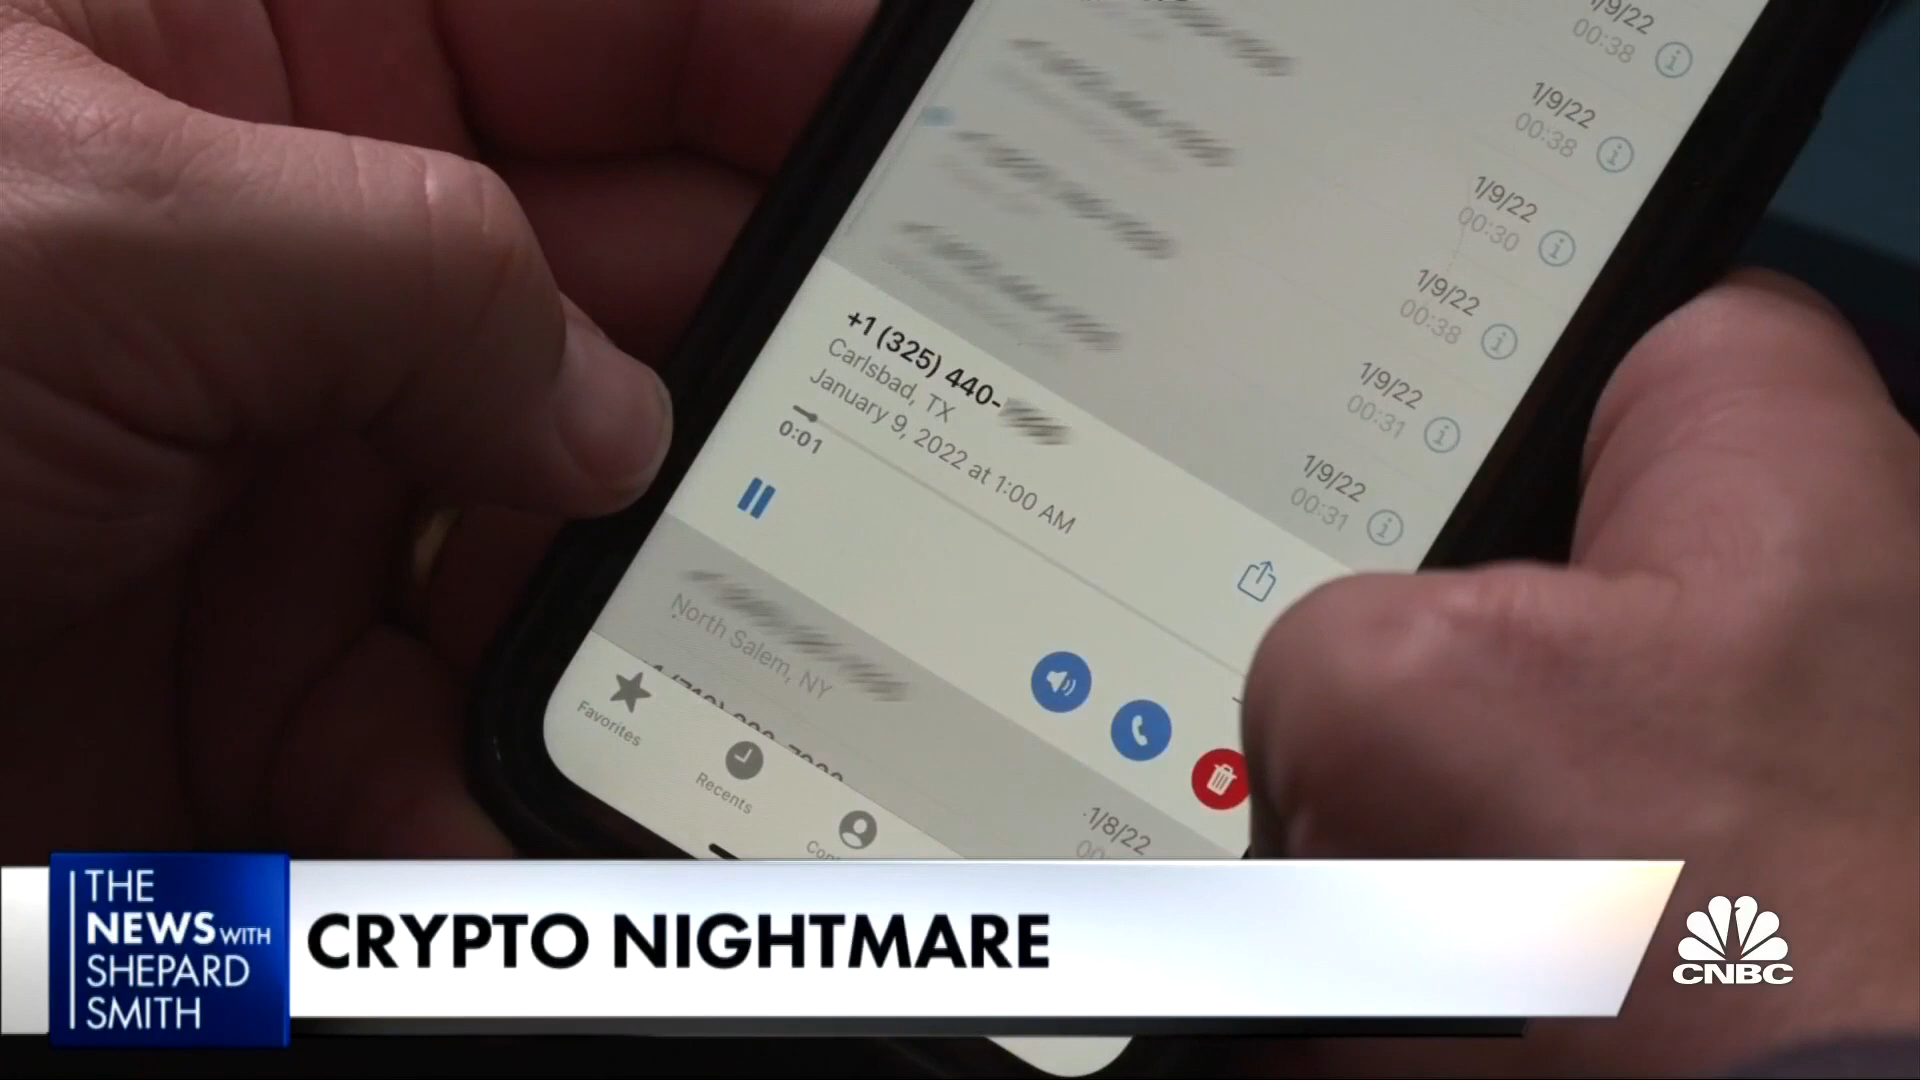 1/9/22
00:38
1/9/22
00:38
1/9/22
00:30
1/9/22
00:38
1/9/22
00:31
1/9/22
00:31
+1 (325) 440-
Carlsbad, TX
January 9, 2022 at 1:00 AM
0:01
North Salem, NY
1/8/22
Favorites
Recents
THE
NEWS WITH
SHEPARD
SMITH
CRYPTO NIGHTMARE
CNBC